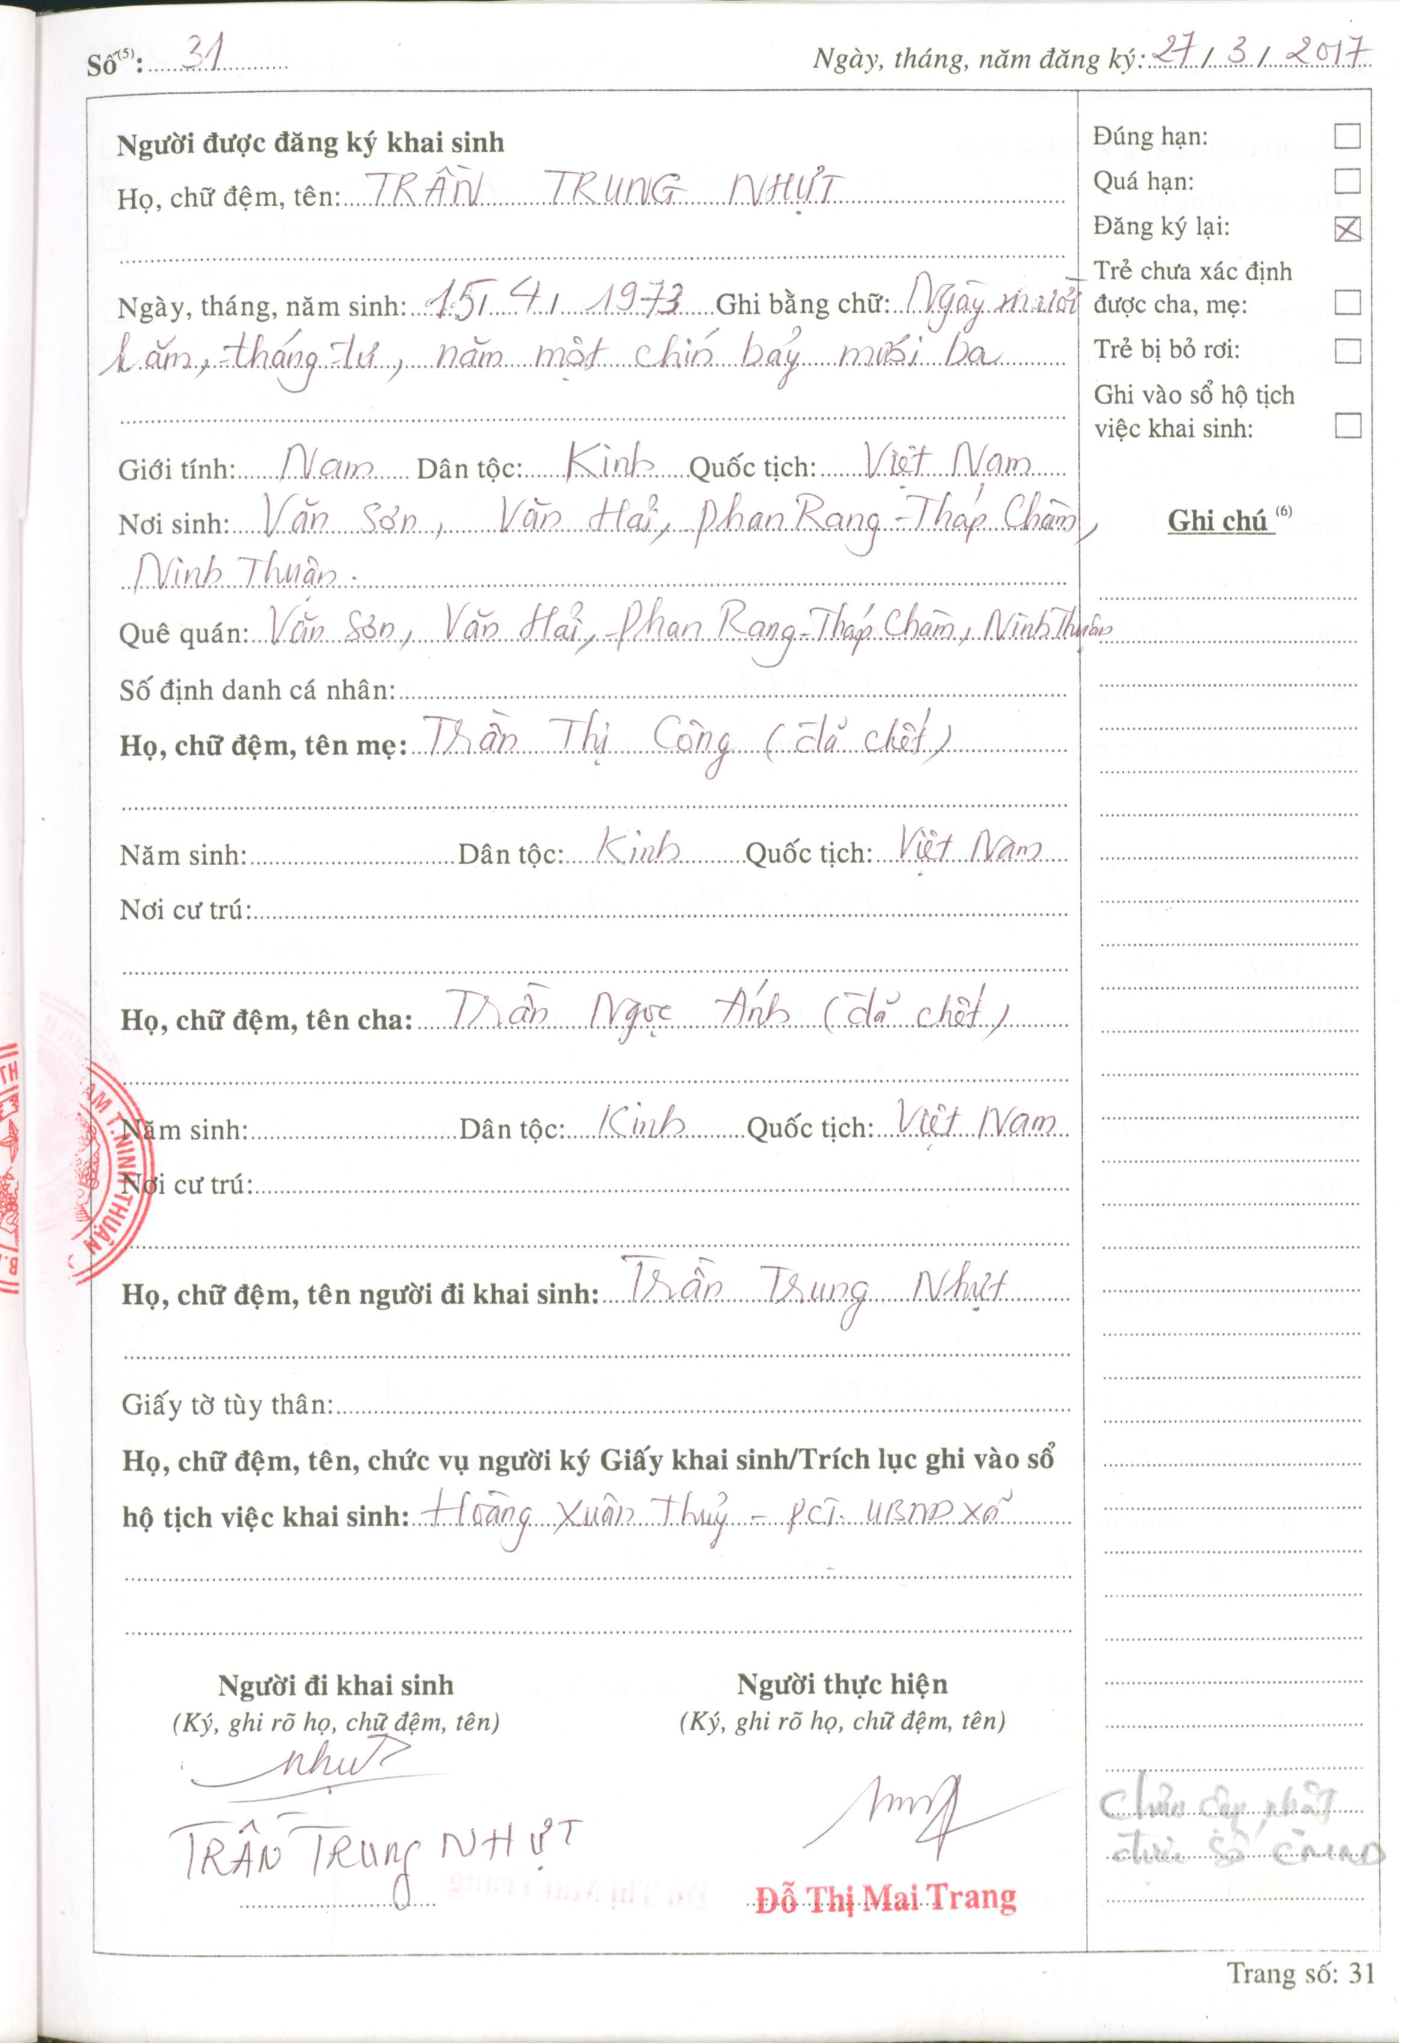 Số⁽⁵⁾: 31 Ngày, tháng, năm đăng ký: 27 / 3 / 2017
Người được đăng ký khai sinh
Họ, chữ đệm, tên: TRẦN TRUNG NHỰT
Ngày, tháng, năm sinh: 15 / 4 / 1973 Ghi bằng chữ: Ngày mười
lăm, tháng tư, năm một chín bảy mươi ba
Giới tính: Nam Dân tộc: Kinh Quốc tịch: Việt Nam
Nơi sinh: Văn Sơn, Văn Hải, Phan Rang - Tháp Chàm,
Ninh Thuận.
Quê quán: Văn Sơn, Văn Hải, Phan Rang - Tháp Chàm, Ninh Thuận
Số định danh cá nhân:
Họ, chữ đệm, tên mẹ: Trần Thị Công (đã chết)
Năm sinh: Dân tộc: Kinh Quốc tịch: Việt Nam
Nơi cư trú:
Họ, chữ đệm, tên cha: Trần Ngọc Ánh (đã chết)
Năm sinh: Dân tộc: Kinh Quốc tịch: Việt Nam
Nơi cư trú:
Họ, chữ đệm, tên người đi khai sinh: Trần Trung Nhựt
Giấy tờ tùy thân:
Họ, chữ đệm, tên, chức vụ người ký Giấy khai sinh/Trích lục ghi vào sổ
hộ tịch việc khai sinh: Hoàng Xuân Thuỷ - PCT. UBND xã
Người đi khai sinh Người thực hiện
(Ký, ghi rõ họ, chữ đệm, tên) (Ký, ghi rõ họ, chữ đệm, tên)
Nhựt
TRẦN TRUNG NHỰT
Đỗ Thị Mai Trang
Đúng hạn:
Quá hạn:
Đăng ký lại: X
Trẻ chưa xác định
được cha, mẹ:
Trẻ bị bỏ rơi:
Ghi vào sổ hộ tịch
việc khai sinh:
Ghi chú ⁽⁶⁾
số CMND
AM T.NINH THUẬN
Trang số: 31